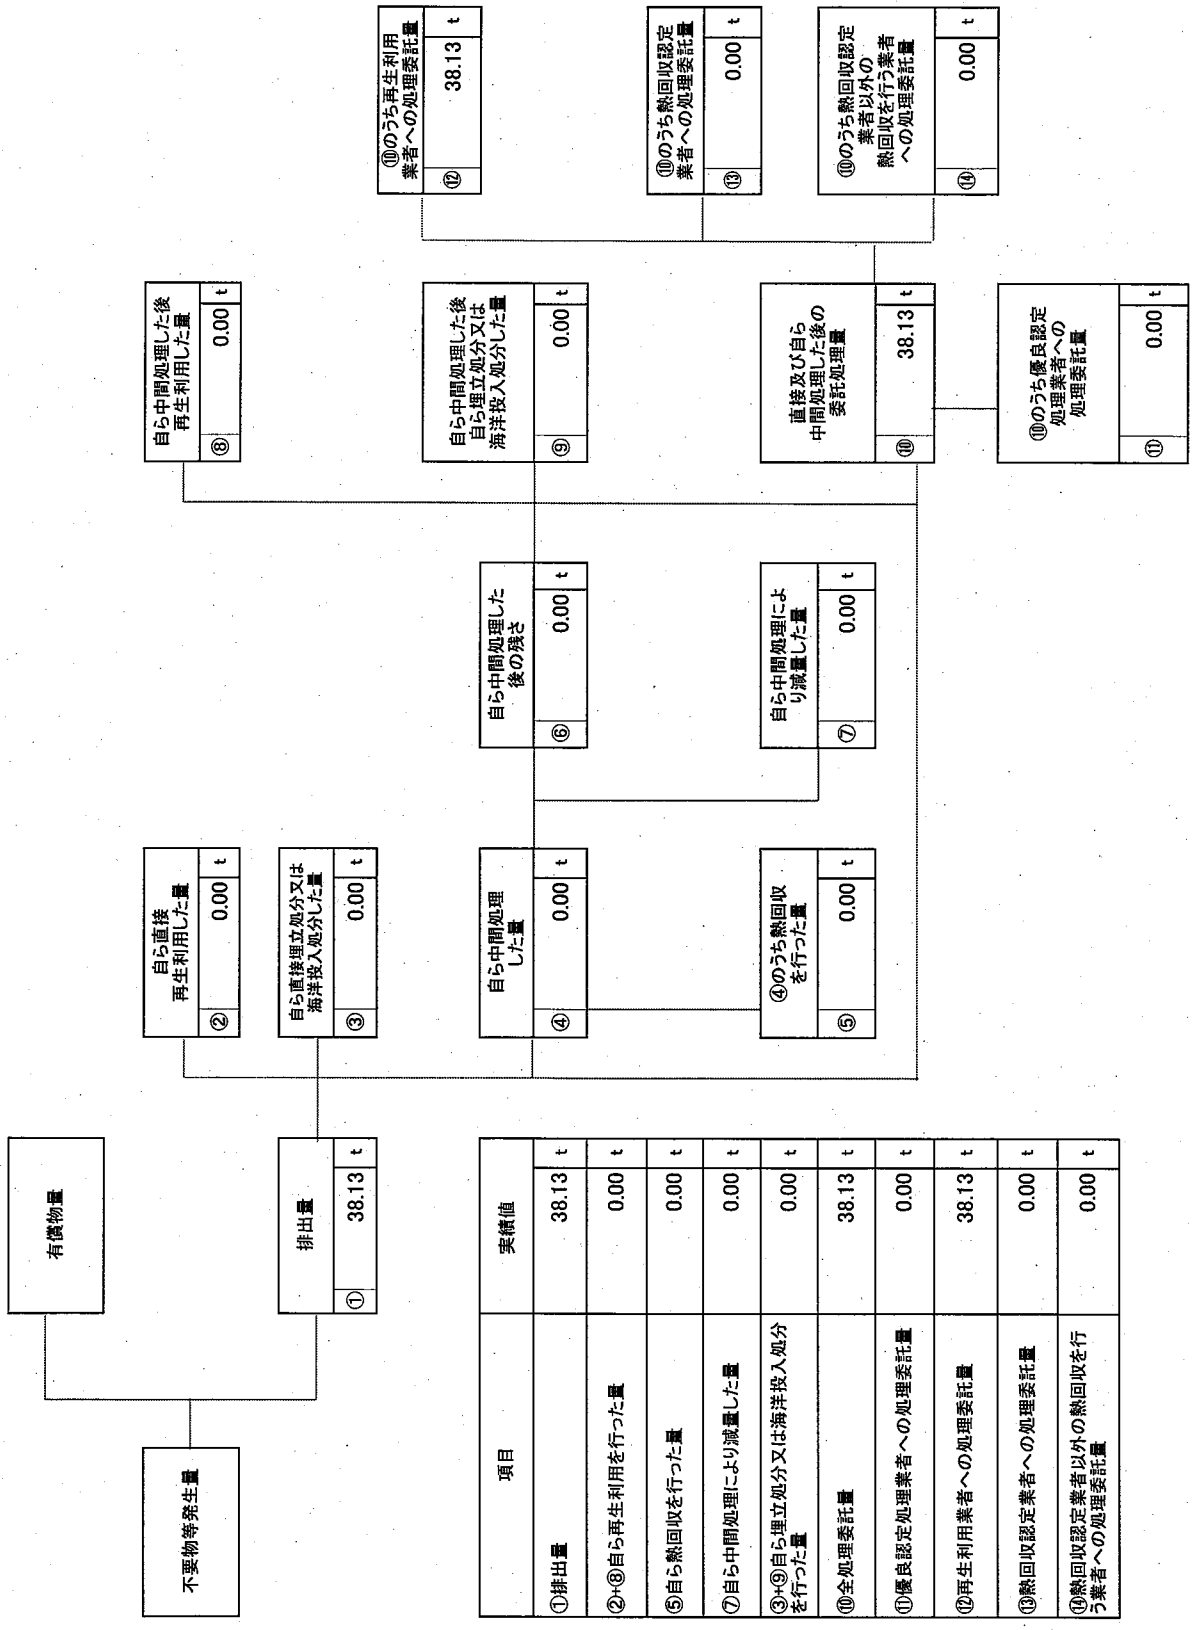 不要物等発生量
有償物量
排出量
① 38.13 t
自ら直接
再生利用した量
② 0.00 t
自ら直接埋立処分又は
海洋投入処分した量
③ 0.00 t
自ら中間処理
した量
④ 0.00 t
④のうち熱回収
を行った量
⑤ 0.00 t
自ら中間処理した
後の残さ
⑥ 0.00 t
自ら中間処理によ
り減量した量
⑦ 0.00 t
自ら中間処理した後
再生利用した量
⑧ 0.00 t
自ら中間処理した後
自ら埋立処分又は
海洋投入処分した量
⑨ 0.00 t
直接及び自ら
中間処理した後の
委託処理量
⑩ 38.13 t
⑩のうち優良認定
処理業者への
処理委託量
⑪ 0.00 t
⑩のうち再生利用
業者への処理委託量
⑫ 38.13 t
⑩のうち熱回収認定
業者への処理委託量
⑬ 0.00 t
⑩のうち熱回収認定
業者以外の
熱回収を行う業者
への処理委託量
⑭ 0.00 t
項目 実績値
①排出量 38.13 t
②+⑧自ら再生利用を行った量 0.00 t
⑤自ら熱回収を行った量 0.00 t
⑦自ら中間処理により減量した量 0.00 t
③+⑨自ら埋立処分又は海洋投入処分
を行った量 0.00 t
⑩全処理委託量 38.13 t
⑪優良認定処理業者への処理委託量 0.00 t
⑫再生利用業者への処理委託量 38.13 t
⑬熱回収認定業者への処理委託量 0.00 t
⑭熱回収認定業者以外の熱回収を行
う業者への処理委託量 0.00 t